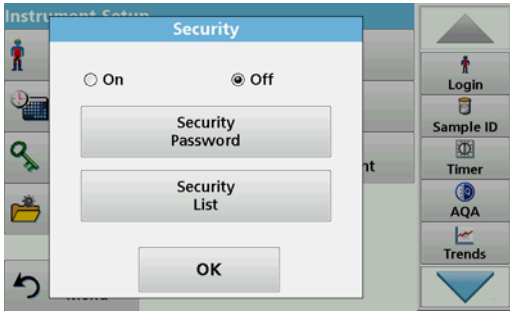 Instrument Setup
Security
On
Off
Security
Password
Security
List
OK
Login
Sample ID
Timer
AQA
Trends